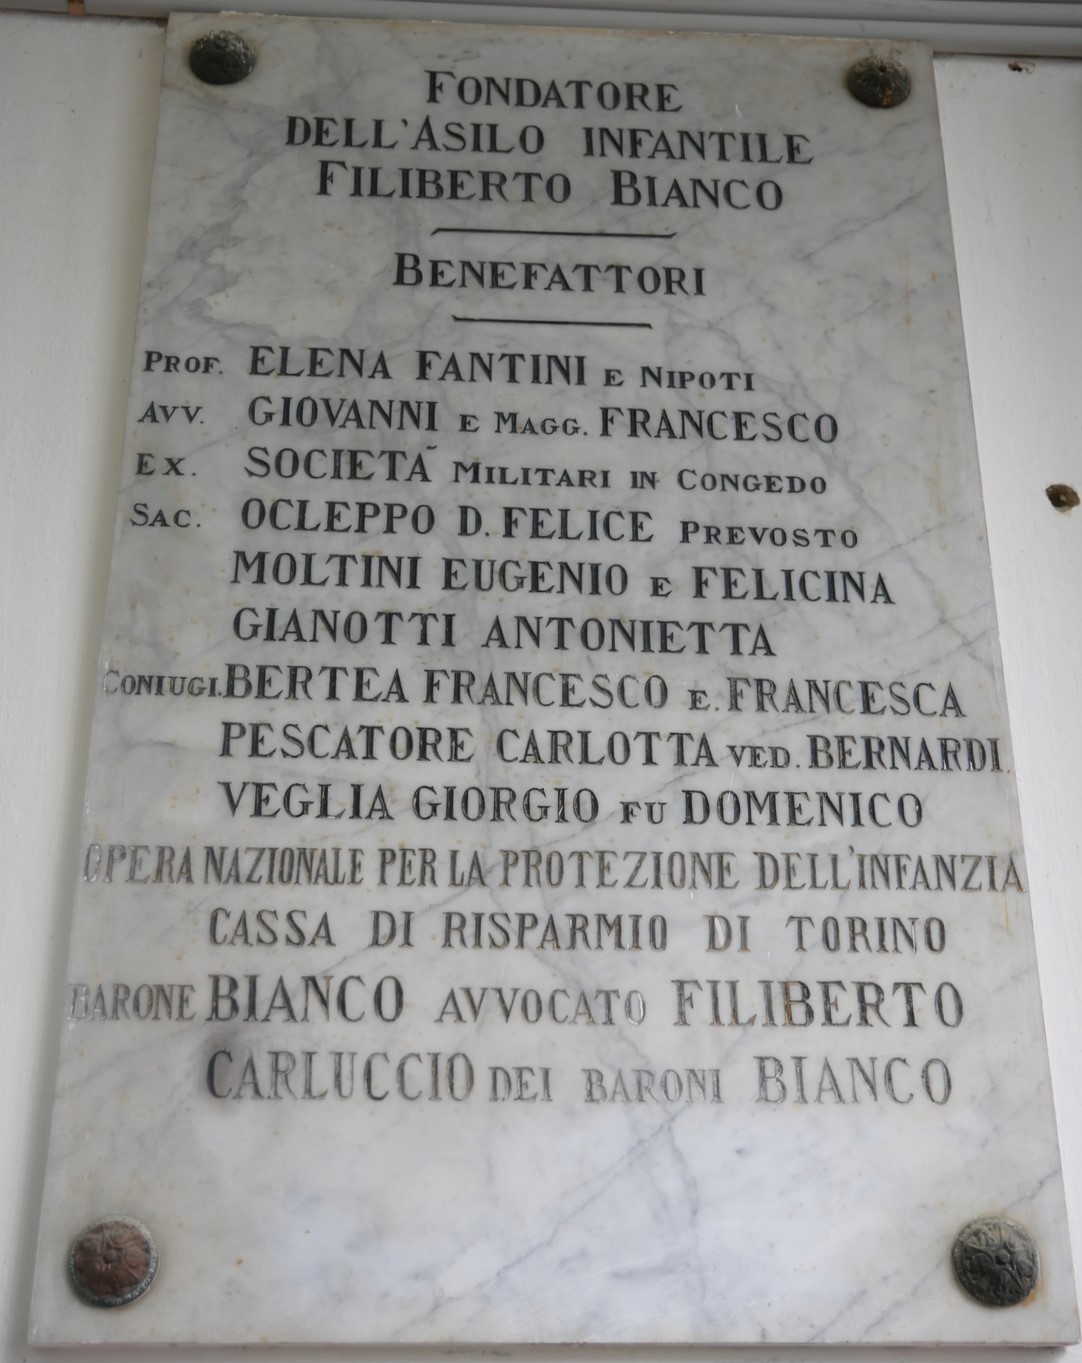 FONDATORE
DELL'ASILO INFANTILE
FILIBERTO BIANCO
BENEFATTORI
PROF. ELENA FANTINI E NIPOTI
AVV. GIOVANNI E MAGG. FRANCESCO
EX. SOCIETÀ MILITARI IN CONGEDO
SAC. OCLEPPO D. FELICE PREVOSTO
MOLTINI EUGENIO E FELICINA
GIANOTTI ANTONIETTA
CONIUGI. BERTEA FRANCESCO E. FRANCESCA
PESCATORE CARLOTTA VED. BERNARDI.
VEGLIA GIORGIO FU DOMENICO
OPERA NAZIONALE PER LA PROTEZIONE DELL'INFANZIA
CASSA DI RISPARMIO DI TORINO
BARONE BIANCO AVVOCATO FILIBERTO
CARLUCCIO DEI BARONI BIANCO